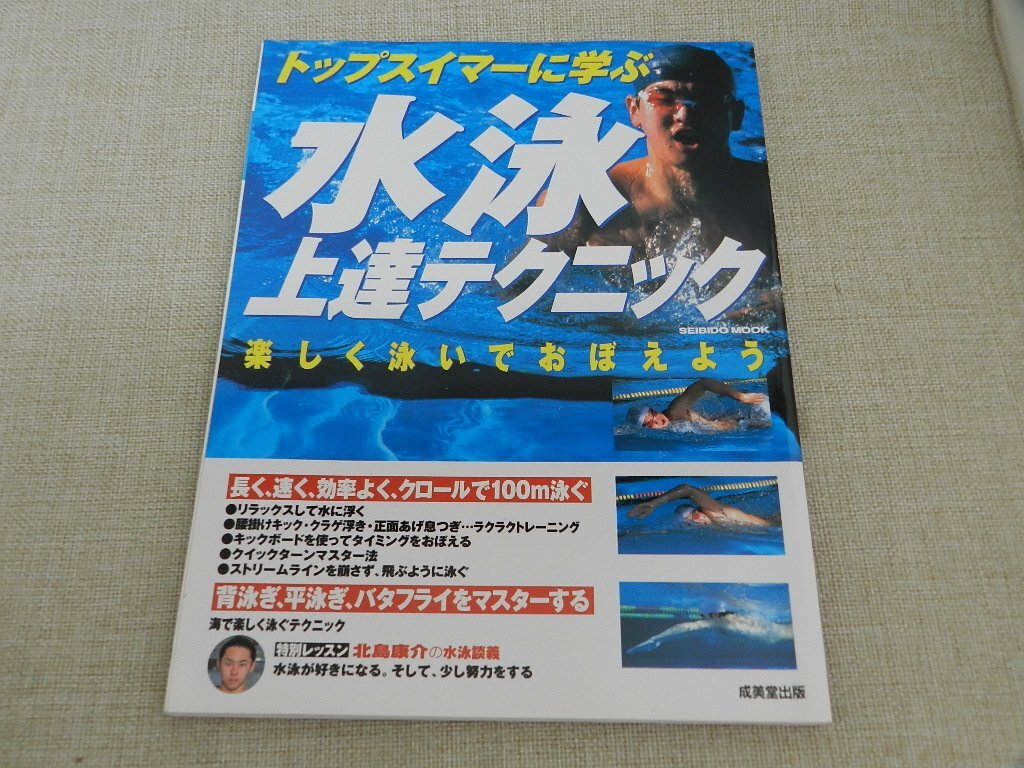 トップスイマーに学ぶ
水泳
上達テクニック
SEIBIDO MOOK
楽しく泳いでおぼえよう
長く、速く、効率よく、クロールで100m泳ぐ
●リラックスして水に浮く
●腰掛けキック・クラゲ浮き・正面あげ息つぎ…ラクラクトレーニング
●キックボードを使ってタイミングをおぼえる
●クイックターンマスター法
●ストリームラインを崩さず、飛ぶように泳ぐ
背泳ぎ、平泳ぎ、バタフライをマスターする
海で楽しく泳ぐテクニック
特別レッスン 北島康介の水泳談義
水泳が好きになる。そして、少し努力をする
成美堂出版